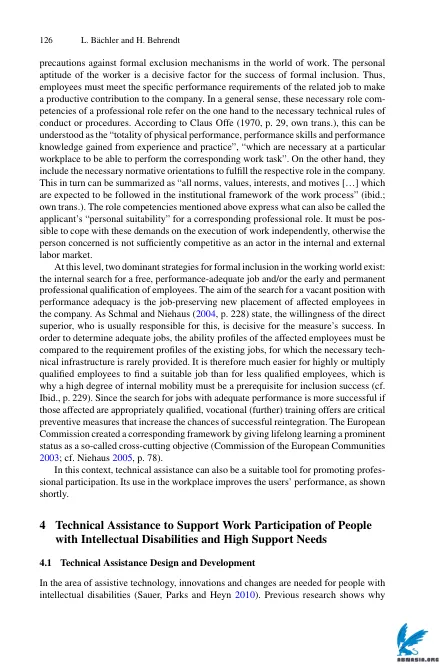 126 L. Bächler and H. Behrendt
precautions against formal exclusion mechanisms in the world of work. The personal
aptitude of the worker is a decisive factor for the success of formal inclusion. Thus,
employees must meet the specific performance requirements of the related job to make
a productive contribution to the company. In a general sense, these necessary role com-
petencies of a professional role refer on the one hand to the necessary technical rules of
conduct or procedures. According to Claus Offe (1970, p. 29, own trans.), this can be
understood as the “totality of physical performance, performance skills and performance
knowledge gained from experience and practice”, “which are necessary at a particular
workplace to be able to perform the corresponding work task”. On the other hand, they
include the necessary normative orientations to fulfill the respective role in the company.
This in turn can be summarized as “all norms, values, interests, and motives […] which
are expected to be followed in the institutional framework of the work process” (ibid.;
own trans.). The role competencies mentioned above express what can also be called the
applicant’s “personal suitability” for a corresponding professional role. It must be pos-
sible to cope with these demands on the execution of work independently, otherwise the
person concerned is not sufficiently competitive as an actor in the internal and external
labor market.
At this level, two dominant strategies for formal inclusion in the working world exist:
the internal search for a free, performance-adequate job and/or the early and permanent
professional qualification of employees. The aim of the search for a vacant position with
performance adequacy is the job-preserving new placement of affected employees in
the company. As Schmal and Niehaus (2004, p. 228) state, the willingness of the direct
superior, who is usually responsible for this, is decisive for the measure’s success. In
order to determine adequate jobs, the ability profiles of the affected employees must be
compared to the requirement profiles of the existing jobs, for which the necessary tech-
nical infrastructure is rarely provided. It is therefore much easier for highly or multiply
qualified employees to find a suitable job than for less qualified employees, which is
why a high degree of internal mobility must be a prerequisite for inclusion success (cf.
Ibid., p. 229). Since the search for jobs with adequate performance is more successful if
those affected are appropriately qualified, vocational (further) training offers are critical
preventive measures that increase the chances of successful reintegration. The European
Commission created a corresponding framework by giving lifelong learning a prominent
status as a so-called cross-cutting objective (Commission of the European Communities
2003; cf. Niehaus 2005, p. 78).
In this context, technical assistance can also be a suitable tool for promoting profes-
sional participation. Its use in the workplace improves the users’ performance, as shown
shortly.
4 Technical Assistance to Support Work Participation of People
with Intellectual Disabilities and High Support Needs
4.1 Technical Assistance Design and Development
In the area of assistive technology, innovations and changes are needed for people with
intellectual disabilities (Sauer, Parks and Heyn 2010). Previous research shows why